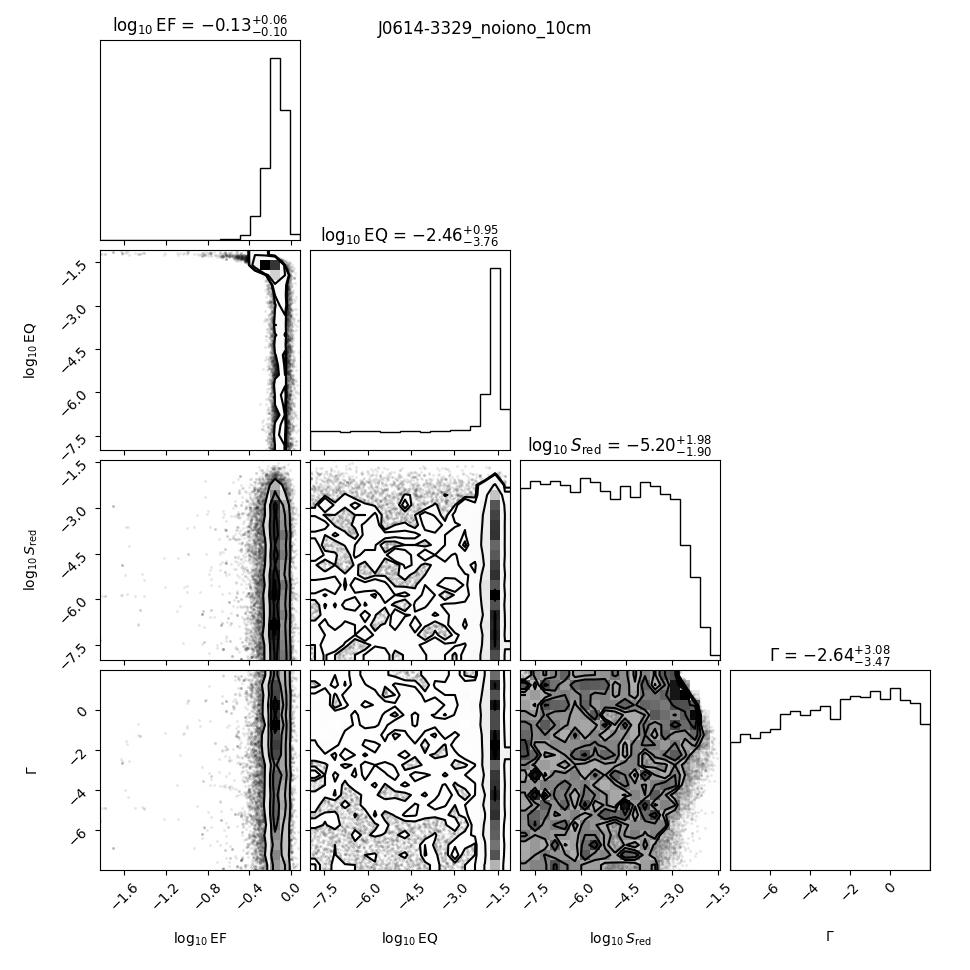 J0614-3329_noiono_10cm
log₁₀ EF = −0.13⁺⁰·⁰⁶₋₀.₁₀
log₁₀ EQ = −2.46⁺⁰·⁹⁵₋₃.₇₆
−1.5
−3.0
−4.5
−6.0
−7.5
log₁₀ EQ
log₁₀ S_red = −5.20⁺¹·⁹⁸₋₁.₉₀
−1.5
−3.0
−4.5
−6.0
−7.5
log₁₀ S_red
Γ = −2.64⁺³·⁰⁸₋₃.₄₇
0
−2
−4
−6
Γ
−1.6 −1.2 −0.8 −0.4 0.0
−7.5 −6.0 −4.5 −3.0 −1.5
−7.5 −6.0 −4.5 −3.0 −1.5
−6 −4 −2 0
log₁₀ EF
log₁₀ EQ
log₁₀ S_red
Γ